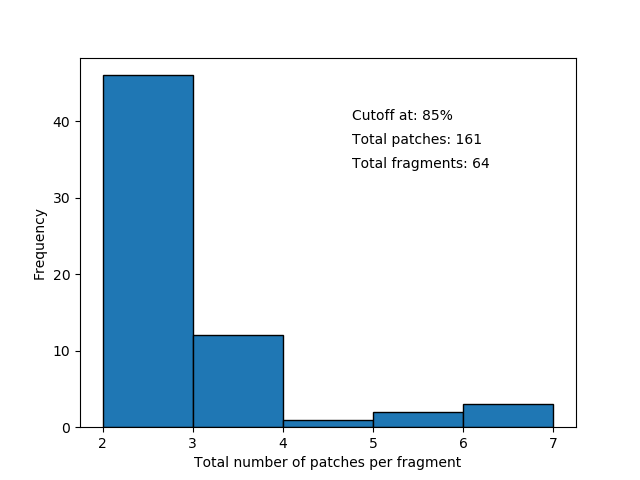 Cutoff at: 85%
Total patches: 161
Total fragments: 64
40
30
20
10
0
Frequency
2 3 4 5 6 7
Total number of patches per fragment